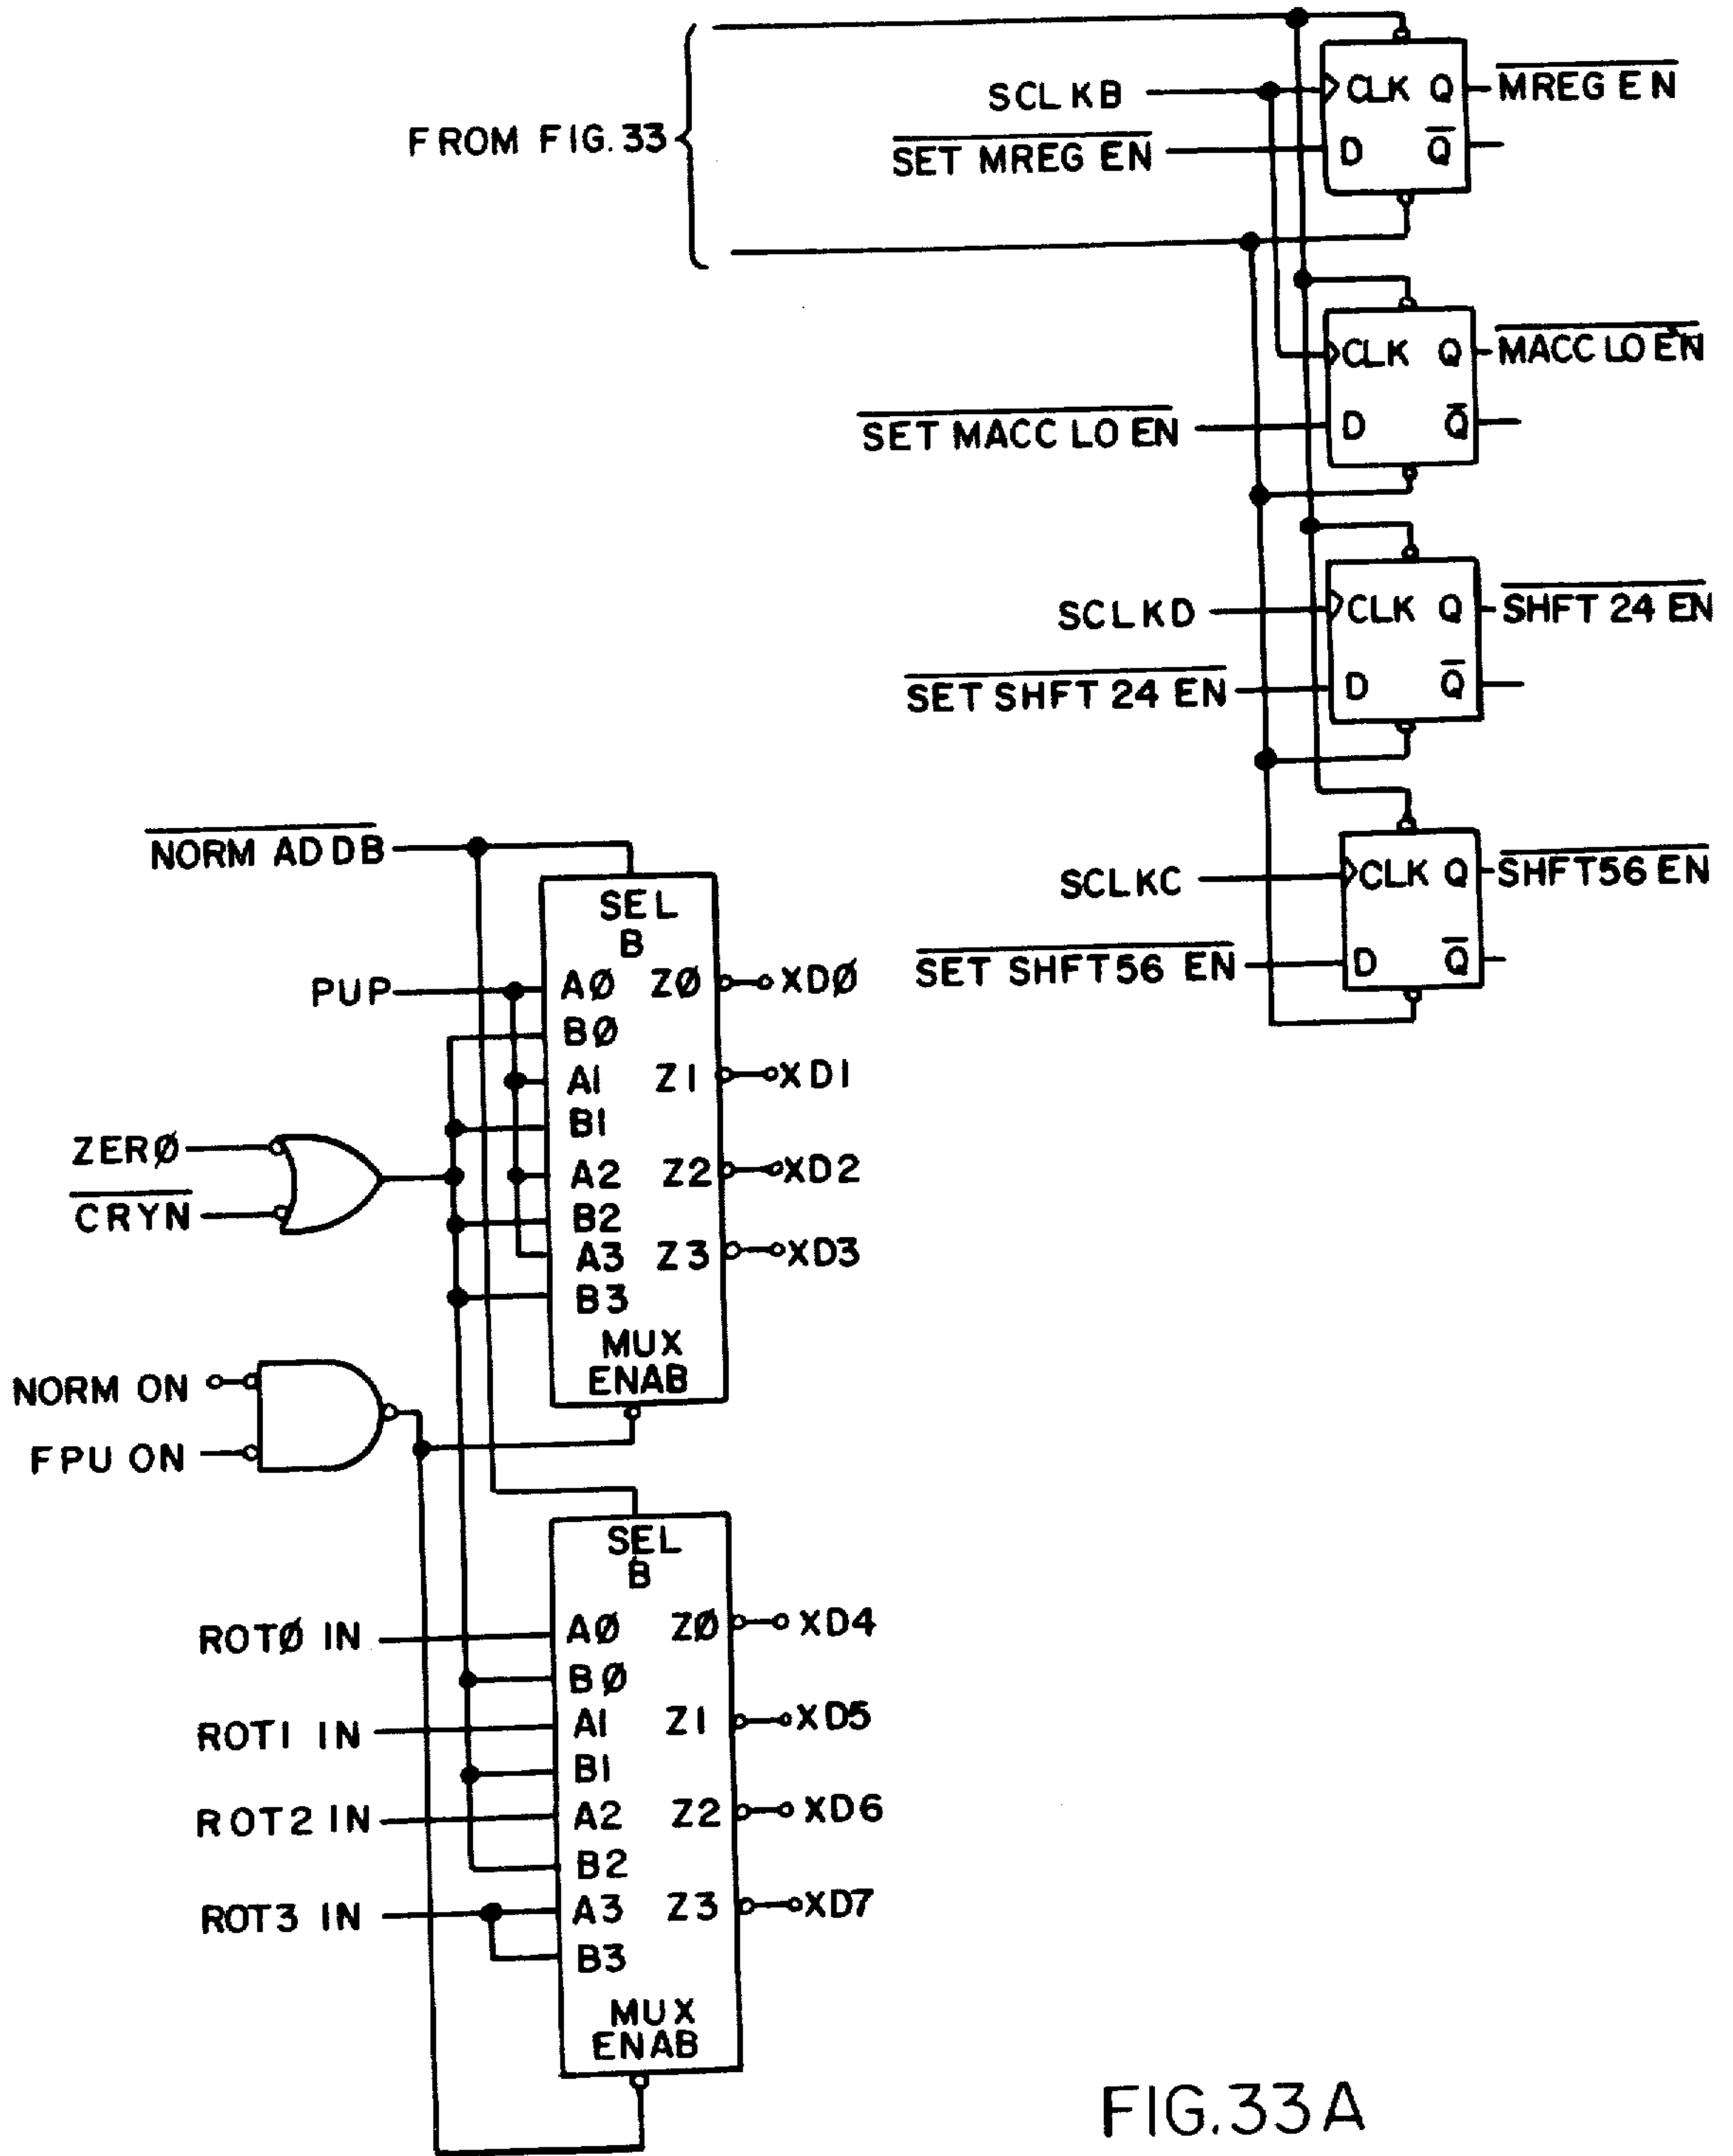 FROM FIG. 33
SCLKB
CLK Q
MREG EN
SET MREG EN
D Q̅
CLK Q
MACC LO EN
SET MACC LO EN
D Q̅
SCLKD
CLK Q
SHFT 24 EN
SET SHFT 24 EN
D Q̅
SCLKC
CLK Q
SHFT56 EN
SET SHFT56 EN
D Q̅
NORM ADDB
SEL
B
PUP
AØ ZØ XDØ
BØ
A1 Z1 XD1
B1
ZERØ
A2 Z2 XD2
CRYN
B2
A3 Z3 XD3
B3
MUX
ENAB
NORM ON
FPU ON
SEL
B
ROTØ IN AØ ZØ XD4
BØ
ROT1 IN A1 Z1 XD5
B1
ROT2 IN A2 Z2 XD6
B2
ROT3 IN A3 Z3 XD7
B3
MUX
ENAB
FIG. 33A